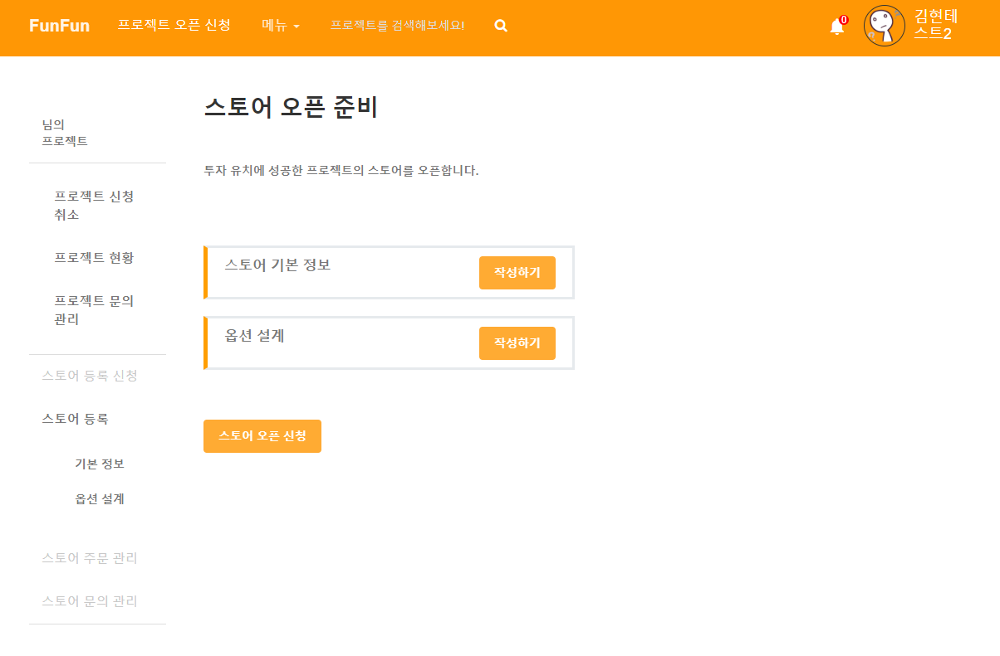 FunFun 프로젝트 오픈 신청 메뉴 프로젝트를 검색해보세요! 0 김현테
스트2
님의
프로젝트
프로젝트 신청
취소
프로젝트 현황
프로젝트 문의
관리
스토어 등록 신청
스토어 등록
기본 정보
옵션 설계
스토어 주문 관리
스토어 문의 관리
스토어 오픈 준비
투자 유치에 성공한 프로젝트의 스토어를 오픈합니다.
스토어 기본 정보 작성하기
옵션 설계 작성하기
스토어 오픈 신청